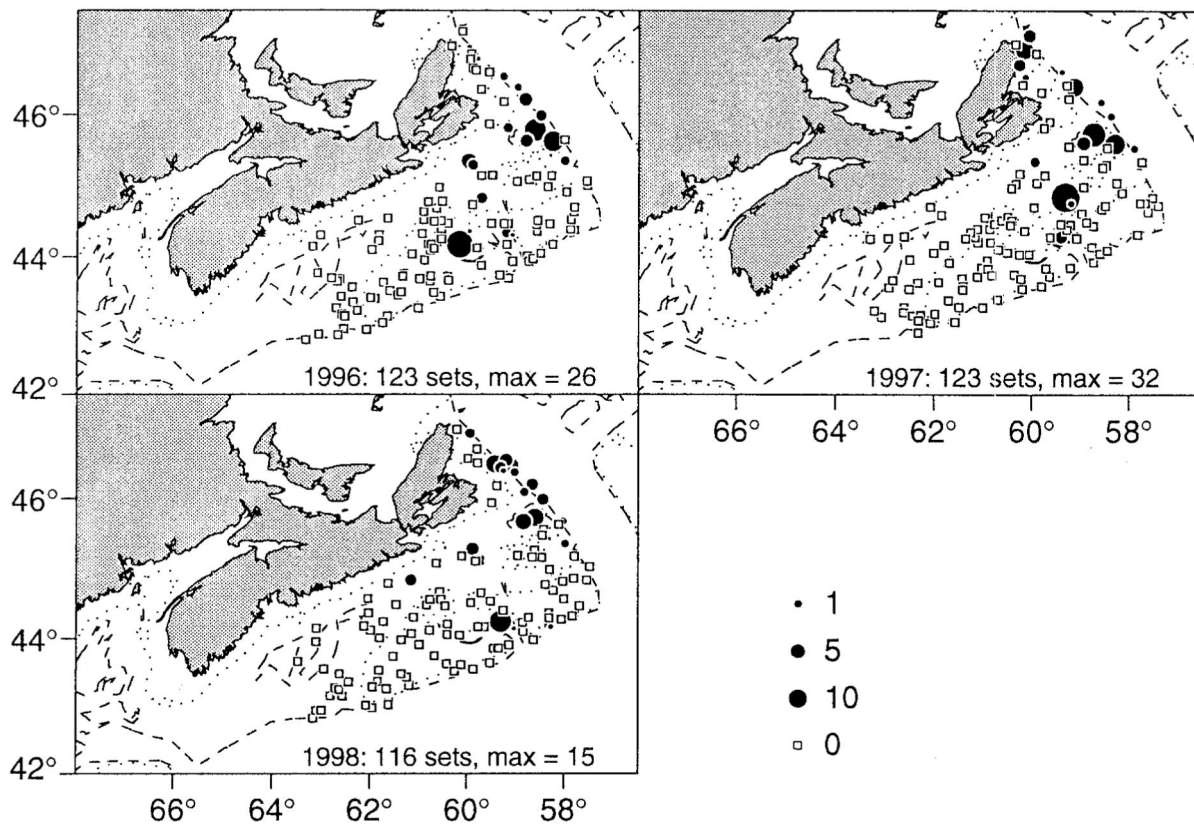 46°
44°
42°
1996: 123 sets, max = 26
1997: 123 sets, max = 32
66° 64° 62° 60° 58°
46°
44°
42°
1998: 116 sets, max = 15
66° 64° 62° 60° 58°
1
5
10
0